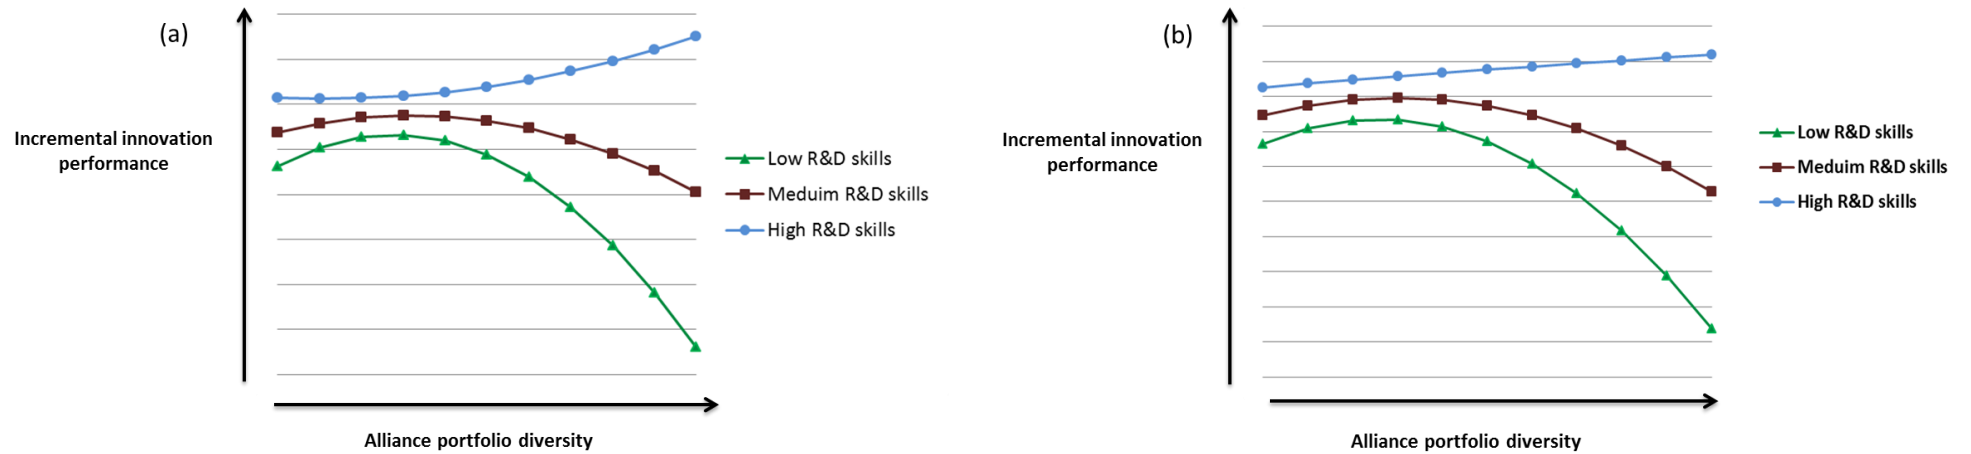 (a)
Incremental innovation
performance
Low R&D skills
Meduim R&D skills
High R&D skills
Alliance portfolio diversity
(b)
Incremental innovation
performance
Low R&D skills
Meduim R&D skills
High R&D skills
Alliance portfolio diversity